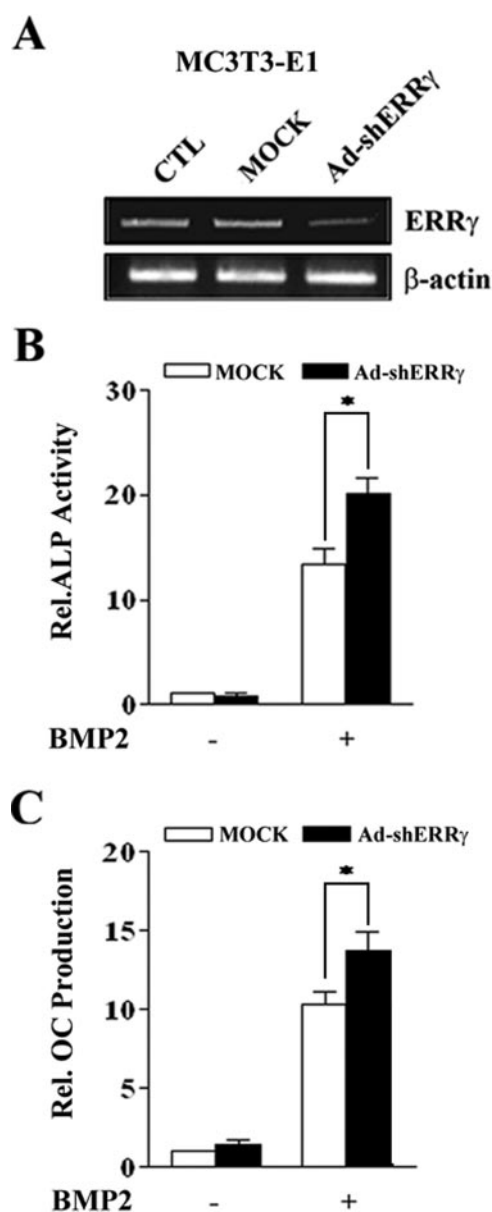 A
MC3T3-E1
CTL MOCK Ad-shERRγ
ERRγ
β-actin
B
MOCK Ad-shERRγ
30
*
20
Rel.ALP Activity
10
0
BMP2 - +
C
MOCK Ad-shERRγ
20
*
15
Rel. OC Production
10
5
0
BMP2 - +